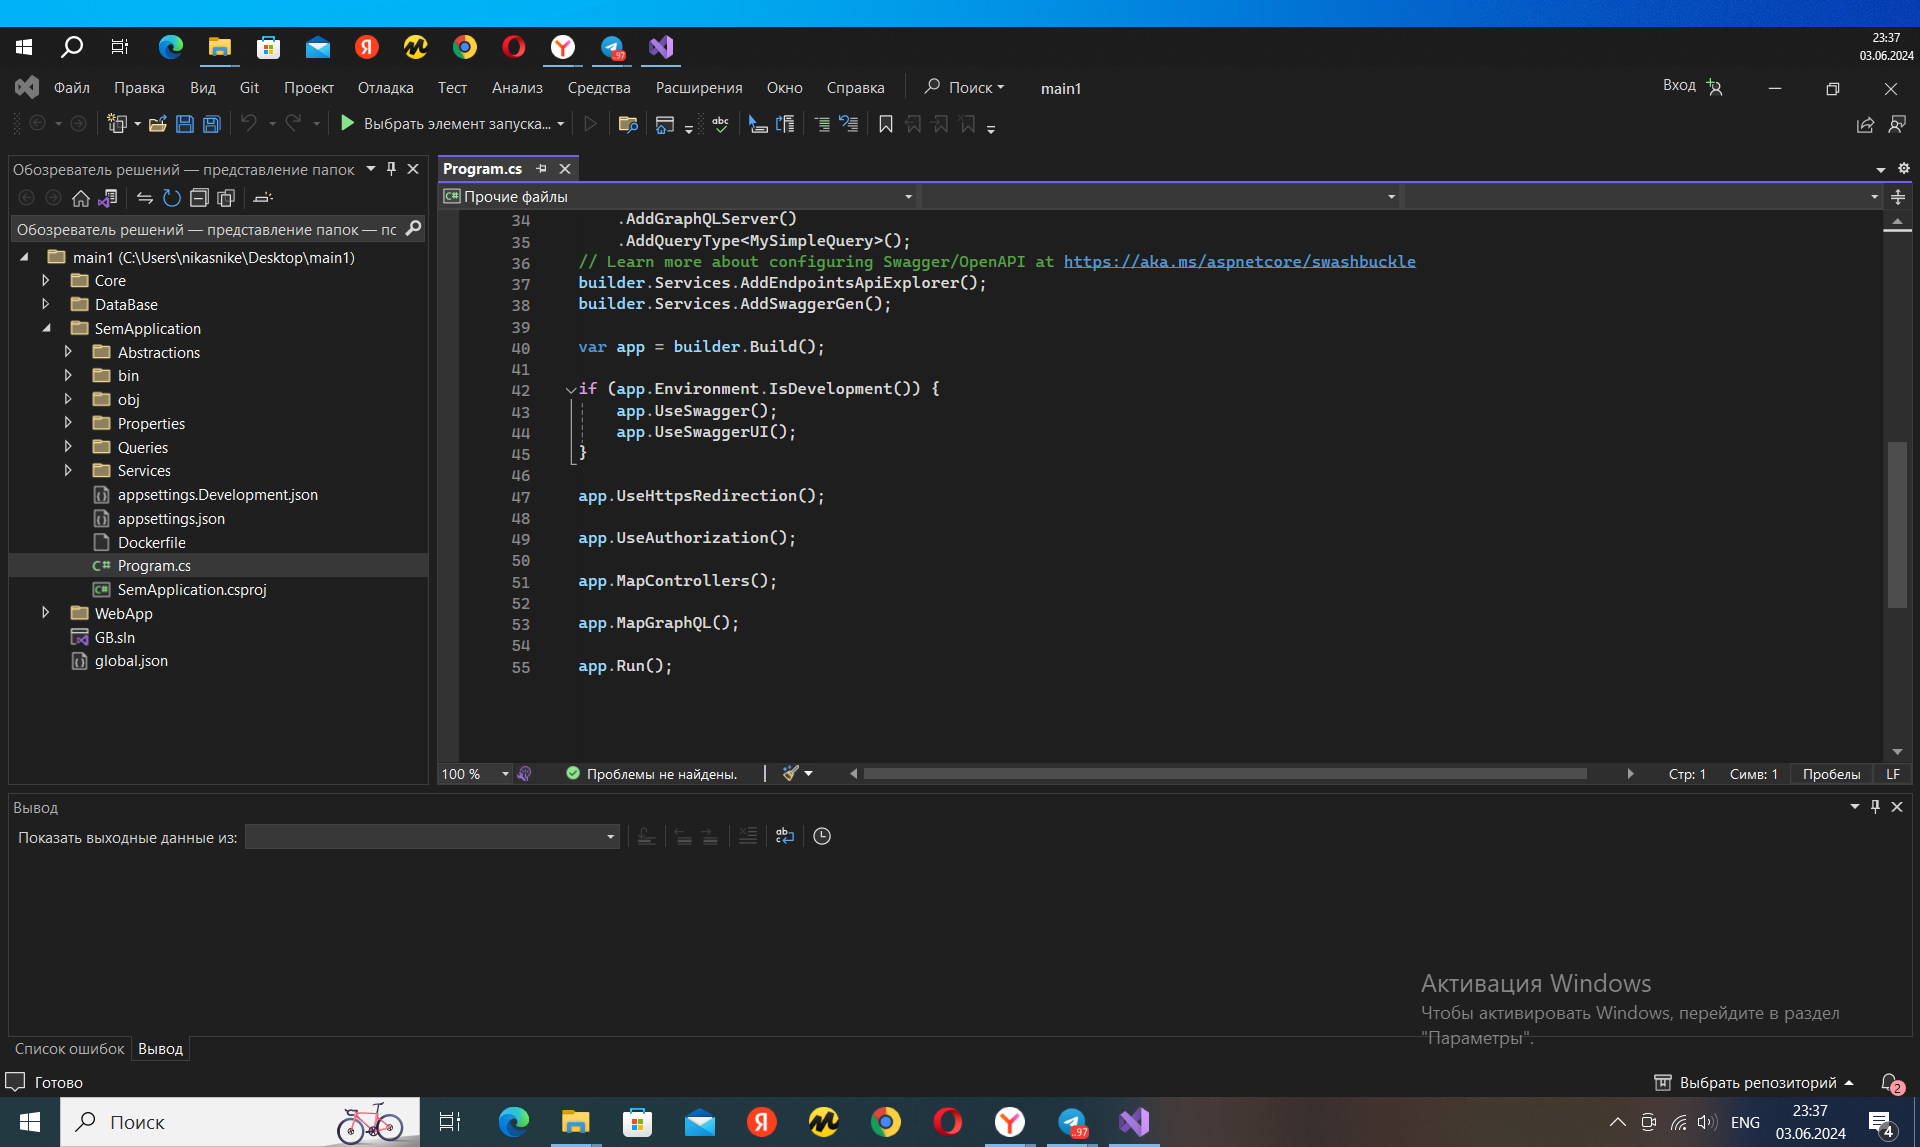 23:37
03.06.2024
Файл Правка Вид Git Проект Отладка Тест Анализ Средства Расширения Окно Справка Поиск main1 Вход
Выбрать элемент запуска...
Обозреватель решений — представление папок
Обозреватель решений — представление папок — пс
main1 (C:\Users\nikasnike\Desktop\main1)
Core
DataBase
SemApplication
Abstractions
bin
obj
Properties
Queries
Services
appsettings.Development.json
appsettings.json
Dockerfile
Program.cs
SemApplication.csproj
WebApp
GB.sln
global.json
Program.cs
Прочие файлы
34 .AddGraphQLServer()
35 .AddQueryType<MySimpleQuery>();
36 // Learn more about configuring Swagger/OpenAPI at https://aka.ms/aspnetcore/swashbuckle
37 builder.Services.AddEndpointsApiExplorer();
38 builder.Services.AddSwaggerGen();
39
40 var app = builder.Build();
41
42 if (app.Environment.IsDevelopment()) {
43 app.UseSwagger();
44 app.UseSwaggerUI();
45 }
46
47 app.UseHttpsRedirection();
48
49 app.UseAuthorization();
50
51 app.MapControllers();
52
53 app.MapGraphQL();
54
55 app.Run();
100 % Проблемы не найдены. Стр: 1 Симв: 1 Пробелы LF
Вывод
Показать выходные данные из:
Активация Windows
Чтобы активировать Windows, перейдите в раздел
"Параметры".
Список ошибок Вывод
Готово Выбрать репозиторий 2
Поиск ENG
23:37
03.06.2024
4